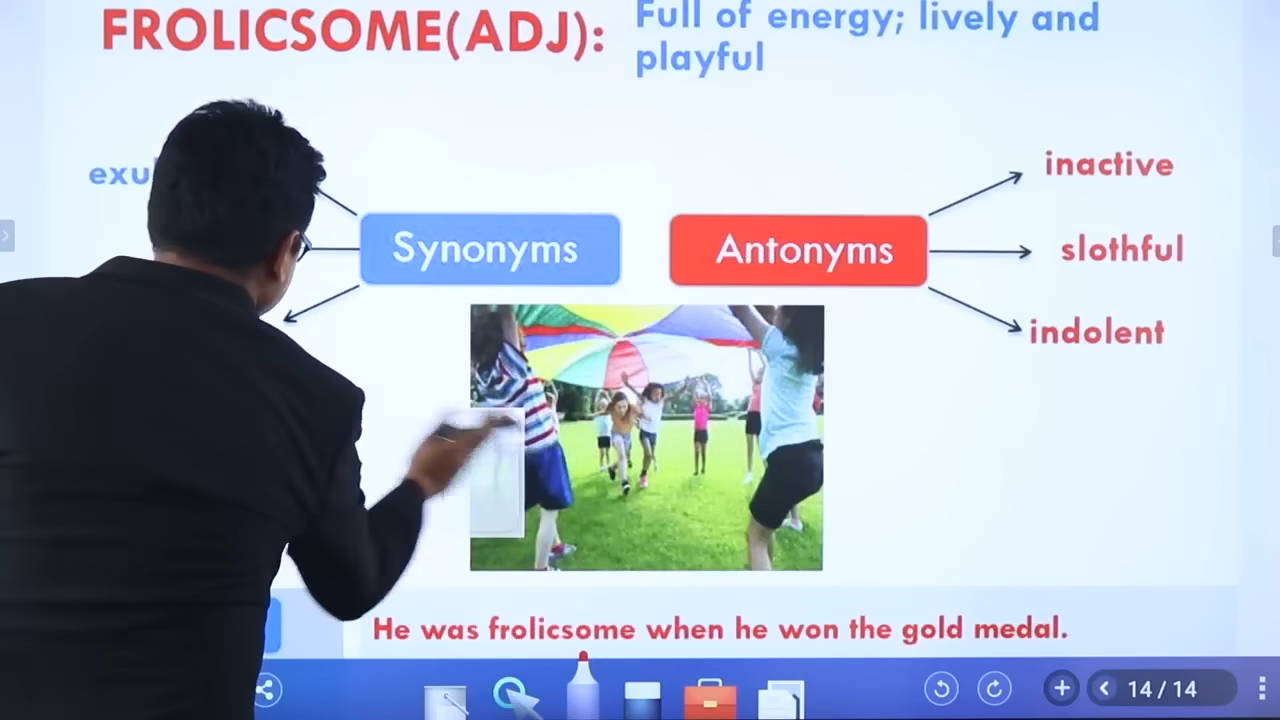 FROLICSOME(ADJ):
Full of energy; lively and
playful
Synonyms
Antonyms
inactive
slothful
indolent
He was frolicsome when he won the gold medal.
14 / 14